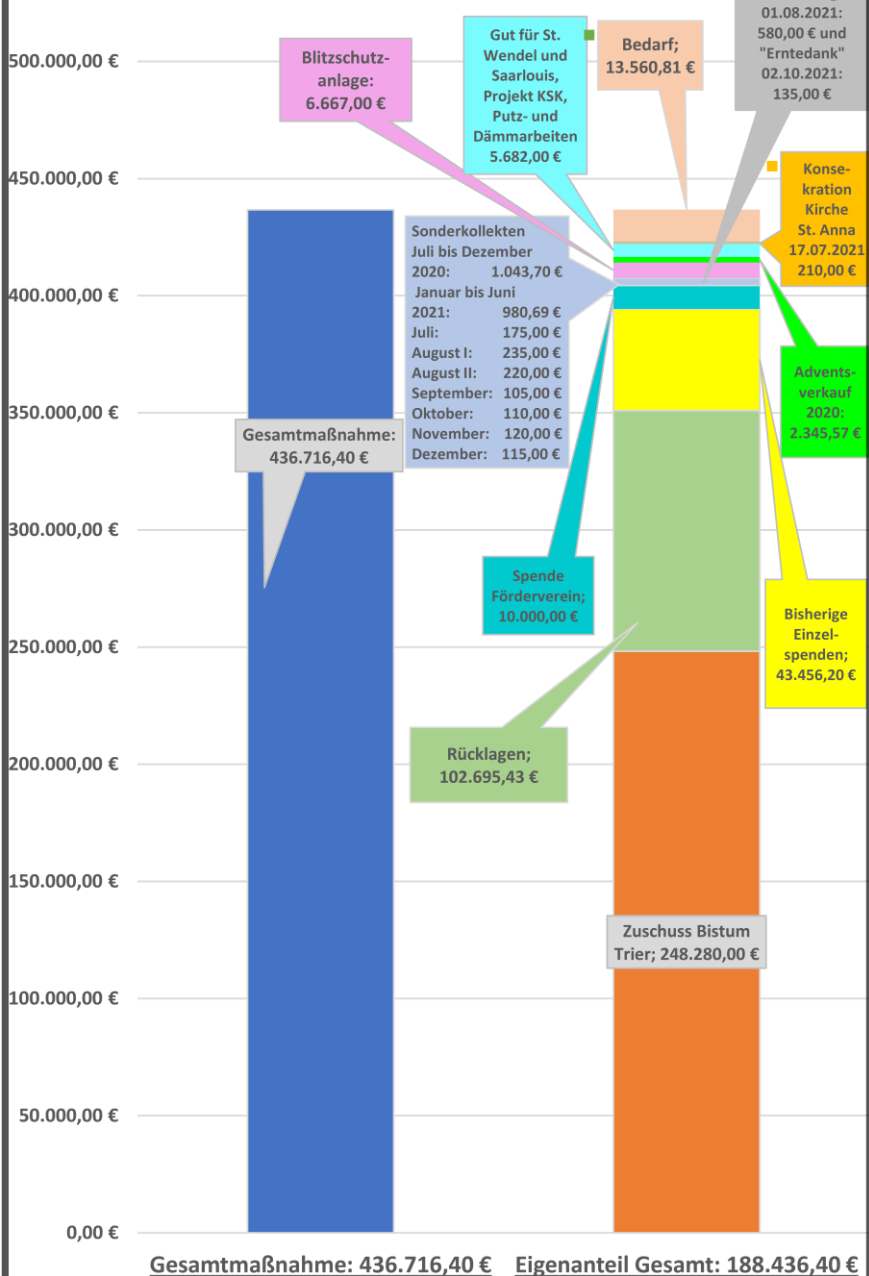 500.000,00 €
450.000,00 €
400.000,00 €
350.000,00 €
300.000,00 €
250.000,00 €
200.000,00 €
150.000,00 €
100.000,00 €
50.000,00 €
0,00 €
Blitzschutz-
anlage:
6.667,00 €
Gut für St.
Wendel und
Saarlouis,
Projekt KSK,
Putz- und
Dämmarbeiten
5.682,00 €
Bedarf;
13.560,81 €
01.08.2021:
580,00 € und
"Erntedank"
02.10.2021:
135,00 €
Konse-
kration
Kirche
St. Anna
17.07.2021
210,00 €
Sonderkollekten
Juli bis Dezember
2020: 1.043,70 €
Januar bis Juni
2021: 980,69 €
Juli: 175,00 €
August I: 235,00 €
August II: 220,00 €
September: 105,00 €
Oktober: 110,00 €
November: 120,00 €
Dezember: 115,00 €
Advents-
verkauf
2020:
2.345,57 €
Gesamtmaßnahme:
436.716,40 €
Spende
Förderverein;
10.000,00 €
Bisherige
Einzel-
spenden;
43.456,20 €
Rücklagen;
102.695,43 €
Zuschuss Bistum
Trier; 248.280,00 €
Gesamtmaßnahme: 436.716,40 € Eigenanteil Gesamt: 188.436,40 €